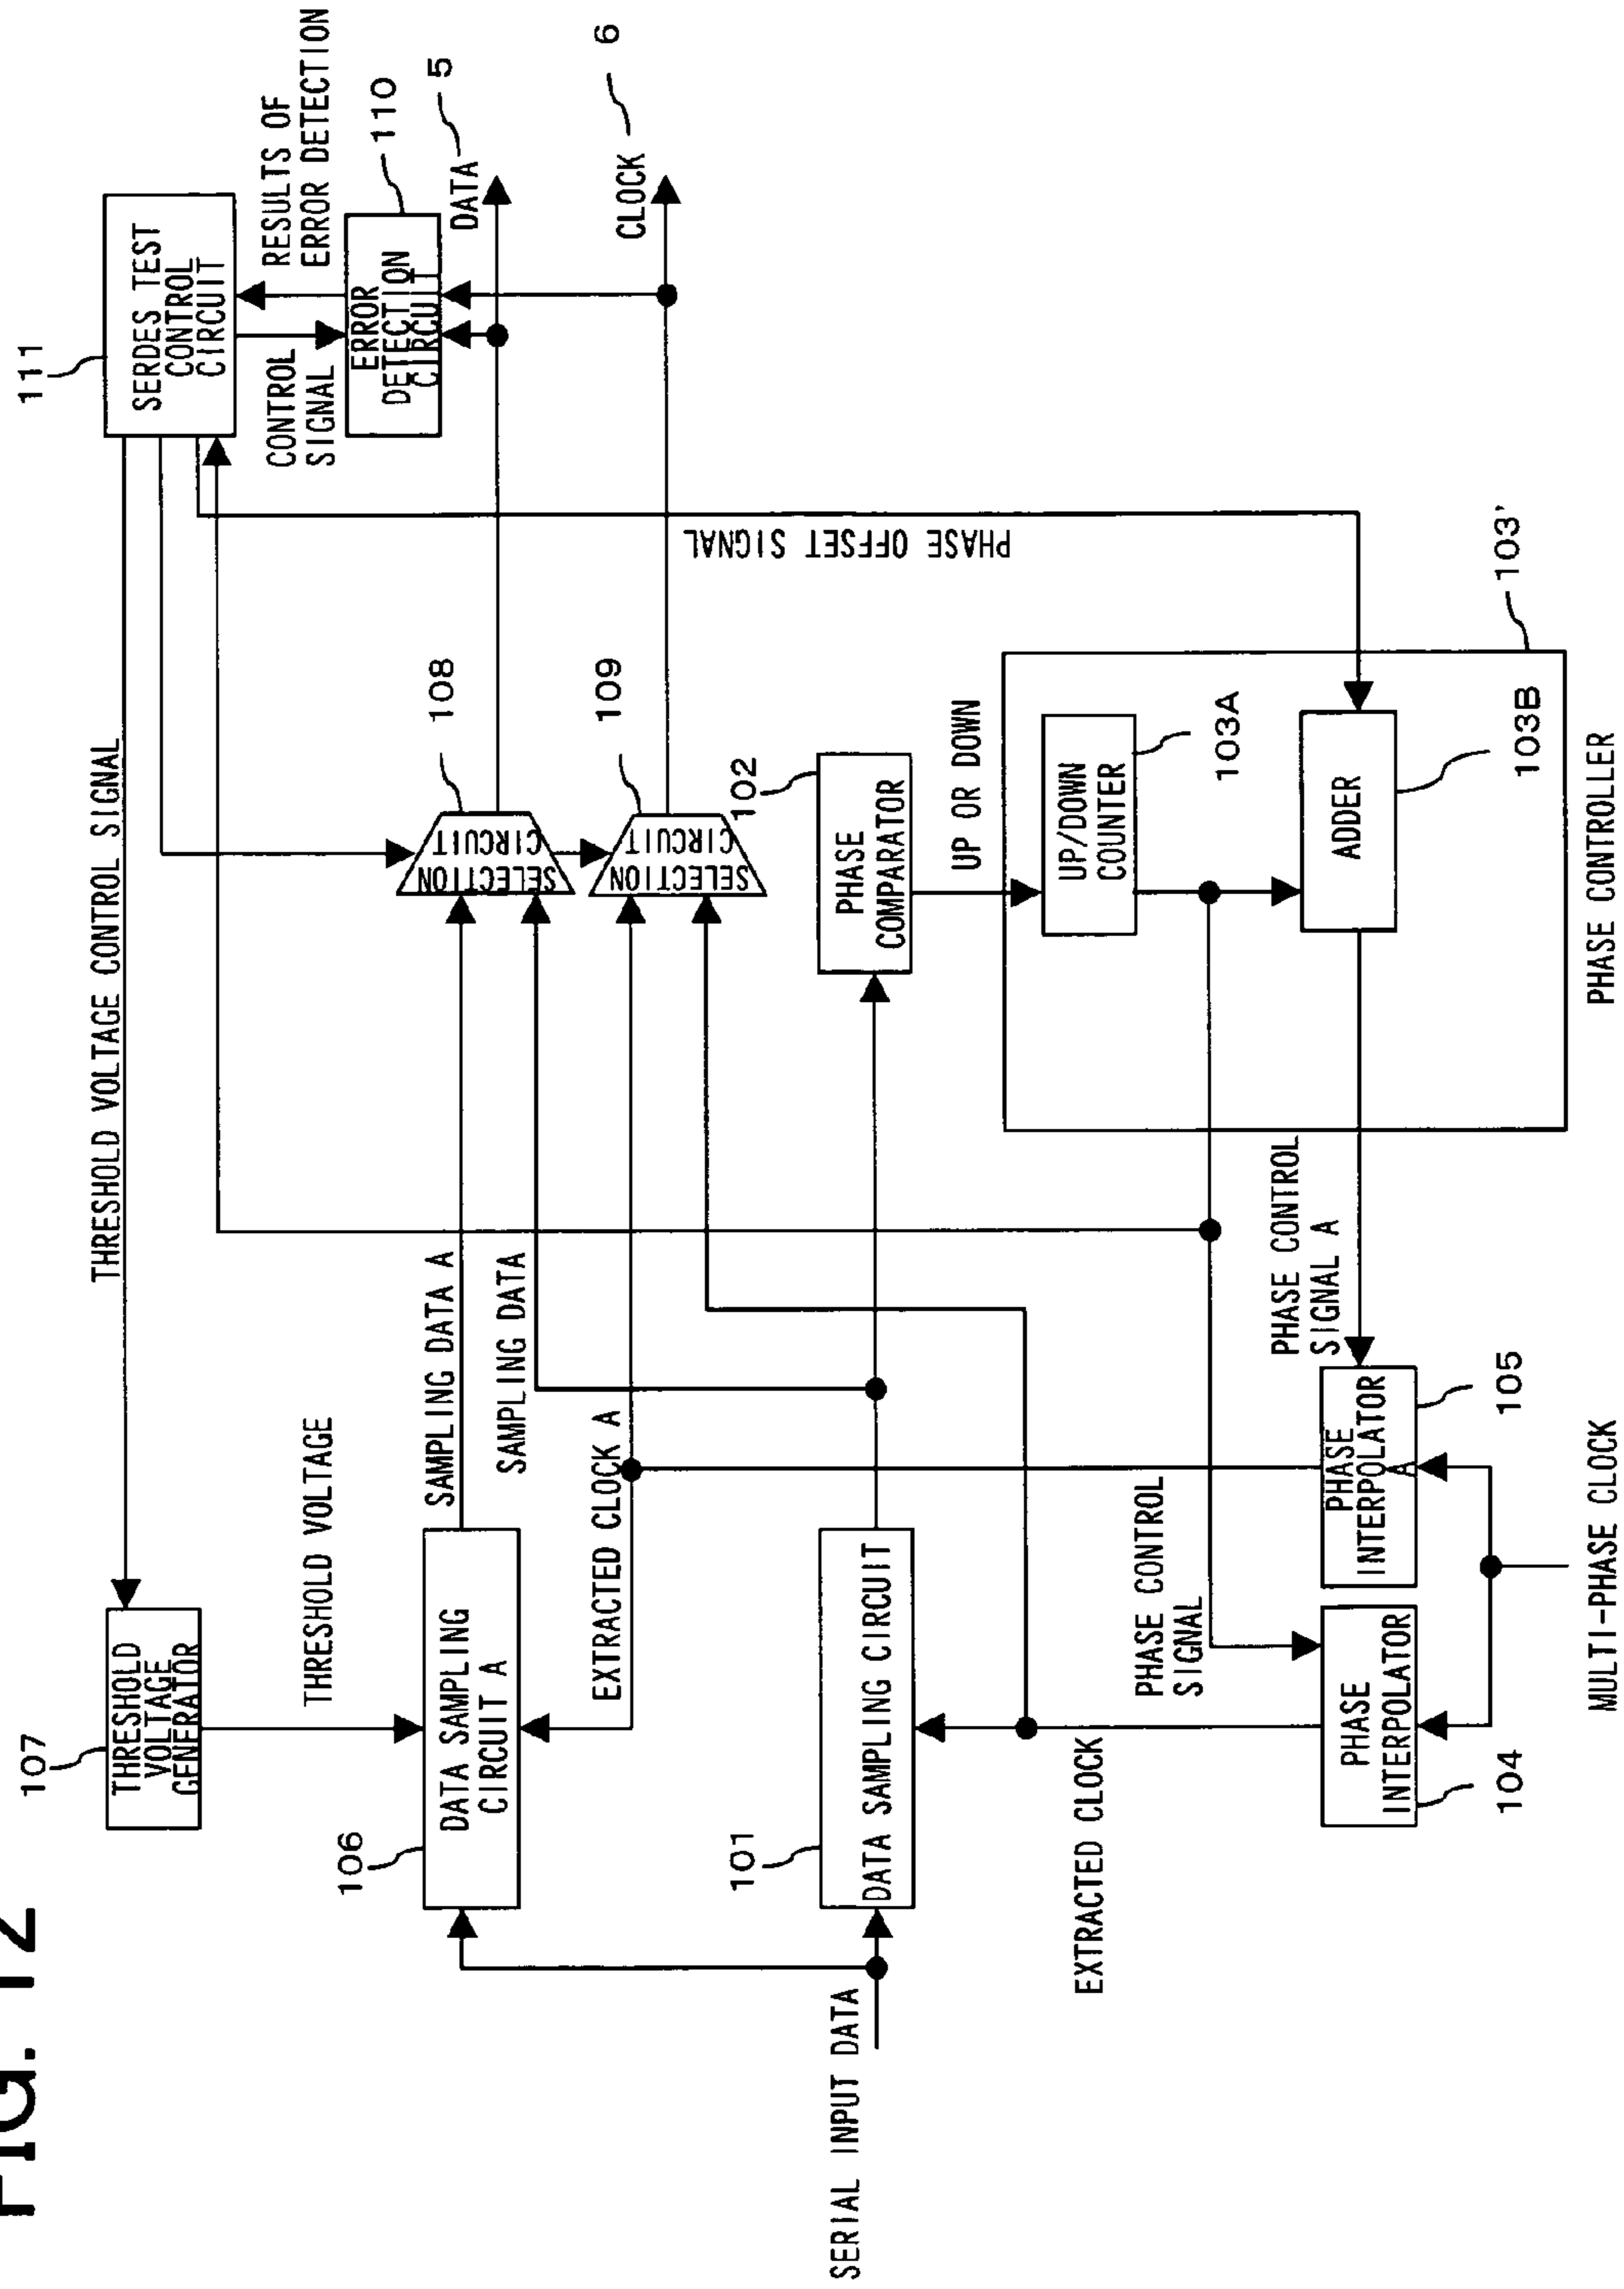 FIG. 12
107
THRESHOLD
VOLTAGE
GENERATOR
THRESHOLD VOLTAGE CONTROL SIGNAL
111
SERDES TEST
CONTROL
CIRCUIT
THRESHOLD VOLTAGE
CONTROL
SIGNAL
RESULTS OF
ERROR DETECTION
106
DATA SAMPLING
CIRCUIT A
SAMPLING DATA A
SAMPLING DATA
108
SELECTION
CIRCUIT
ERROR
DETECTION
CIRCUIT
110
DATA
5
EXTRACTED CLOCK A
109
SELECTION
CIRCUIT
CLOCK
6
PHASE OFFSET SIGNAL
SERIAL INPUT DATA
101
DATA SAMPLING CIRCUIT
102
PHASE
COMPARATOR
UP OR DOWN
EXTRACTED CLOCK
PHASE CONTROL
SIGNAL
PHASE CONTROL
SIGNAL A
UP/DOWN
COUNTER
103A
ADDER
103B
103'
PHASE CONTROLLER
PHASE
INTERPOLATOR
104
PHASE
INTERPOLATOR
A
105
MULTI-PHASE CLOCK